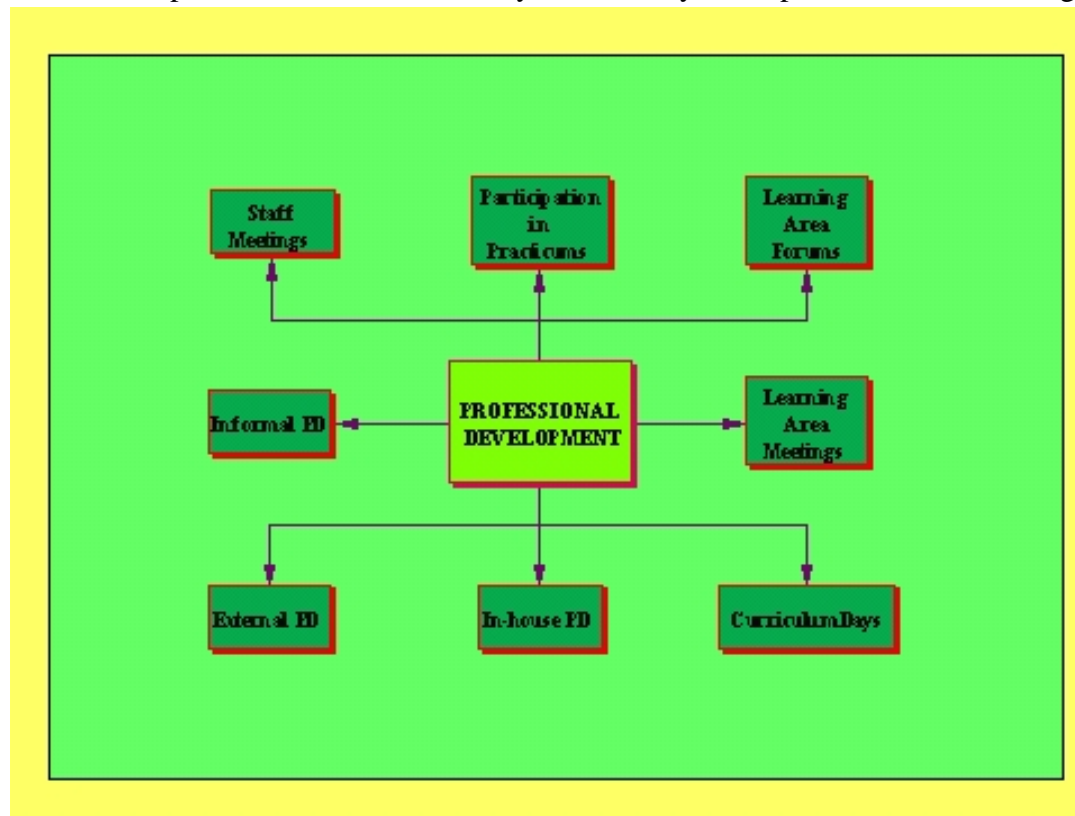 Staff
Meetings
Participation
in
Practicums
Learning
Area
Forums
Informal PD
PROFESSIONAL
DEVELOPMENT
Learning
Area
Meetings
External PD
In-house PD
Curriculum Days